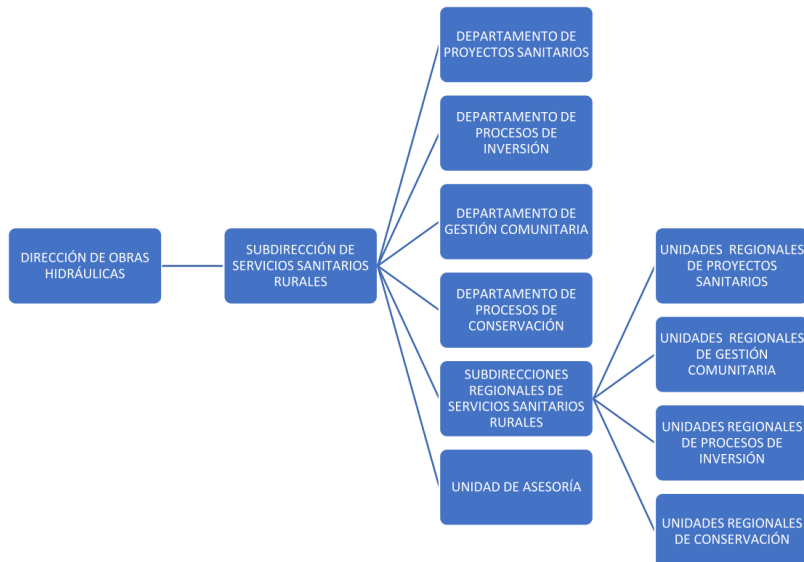 DIRECCIÓN DE OBRAS
HIDRÁULICAS
SUBDIRECCIÓN DE
SERVICIOS SANITARIOS
RURALES
DEPARTAMENTO DE
PROYECTOS SANITARIOS
DEPARTAMENTO DE
PROCESOS DE
INVERSIÓN
DEPARTAMENTO DE
GESTIÓN COMUNITARIA
DEPARTAMENTO DE
PROCESOS DE
CONSERVACIÓN
SUBDIRECCIONES
REGIONALES DE
SERVICIOS SANITARIOS
RURALES
UNIDAD DE ASESORÍA
UNIDADES  REGIONALES
DE PROYECTOS
SANITARIOS
UNIDADES  REGIONALES
DE GESTIÓN
COMUNITARIA
UNIDADES REGIONALES
DE PROCESOS DE
INVERSIÓN
UNIDADES REGIONALES
DE CONSERVACIÓN